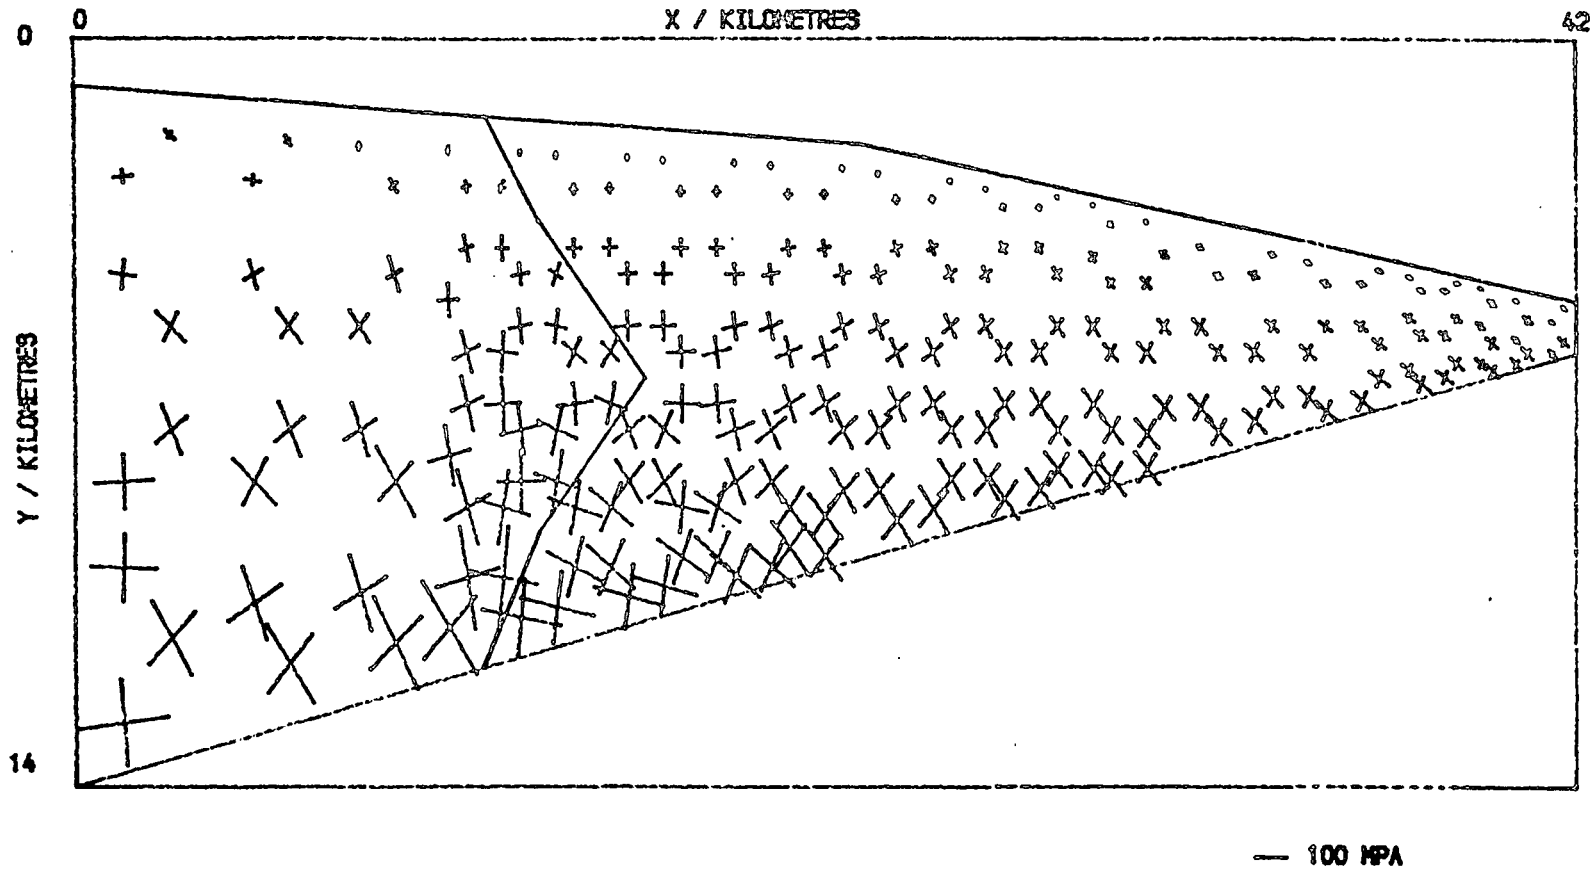 0 X / KILOMETRES 42
0
Y / KILOMETRES
14
100 MPA